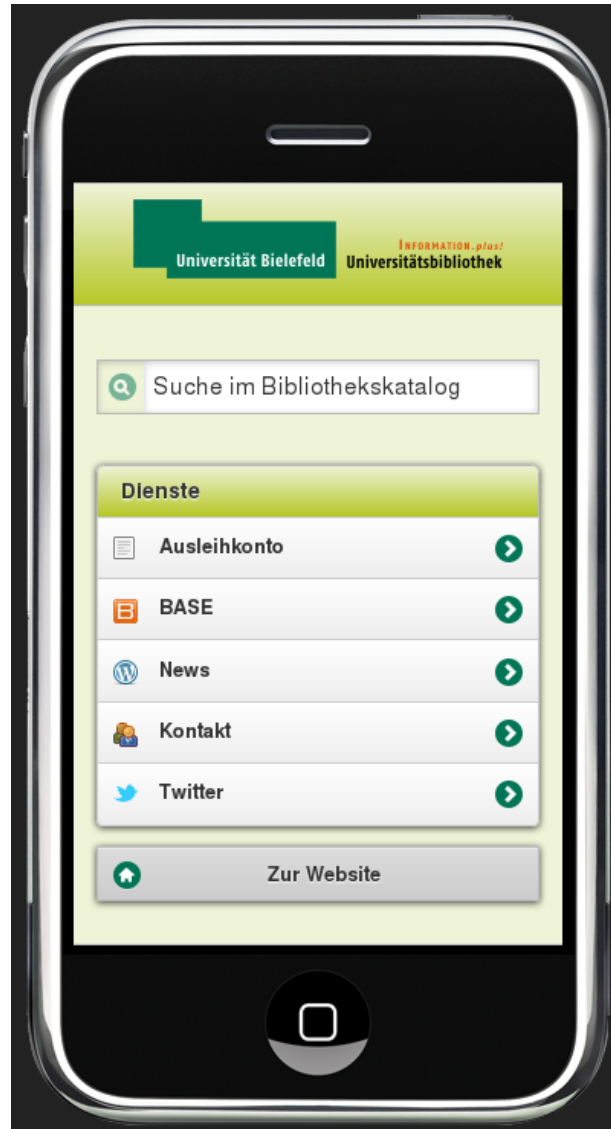 Universität Bielefeld
INFORMATION.plus!
Universitätsbibliothek
Suche im Bibliothekskatalog
Dienste
Ausleihkonto
BASE
News
Kontakt
Twitter
Zur Website